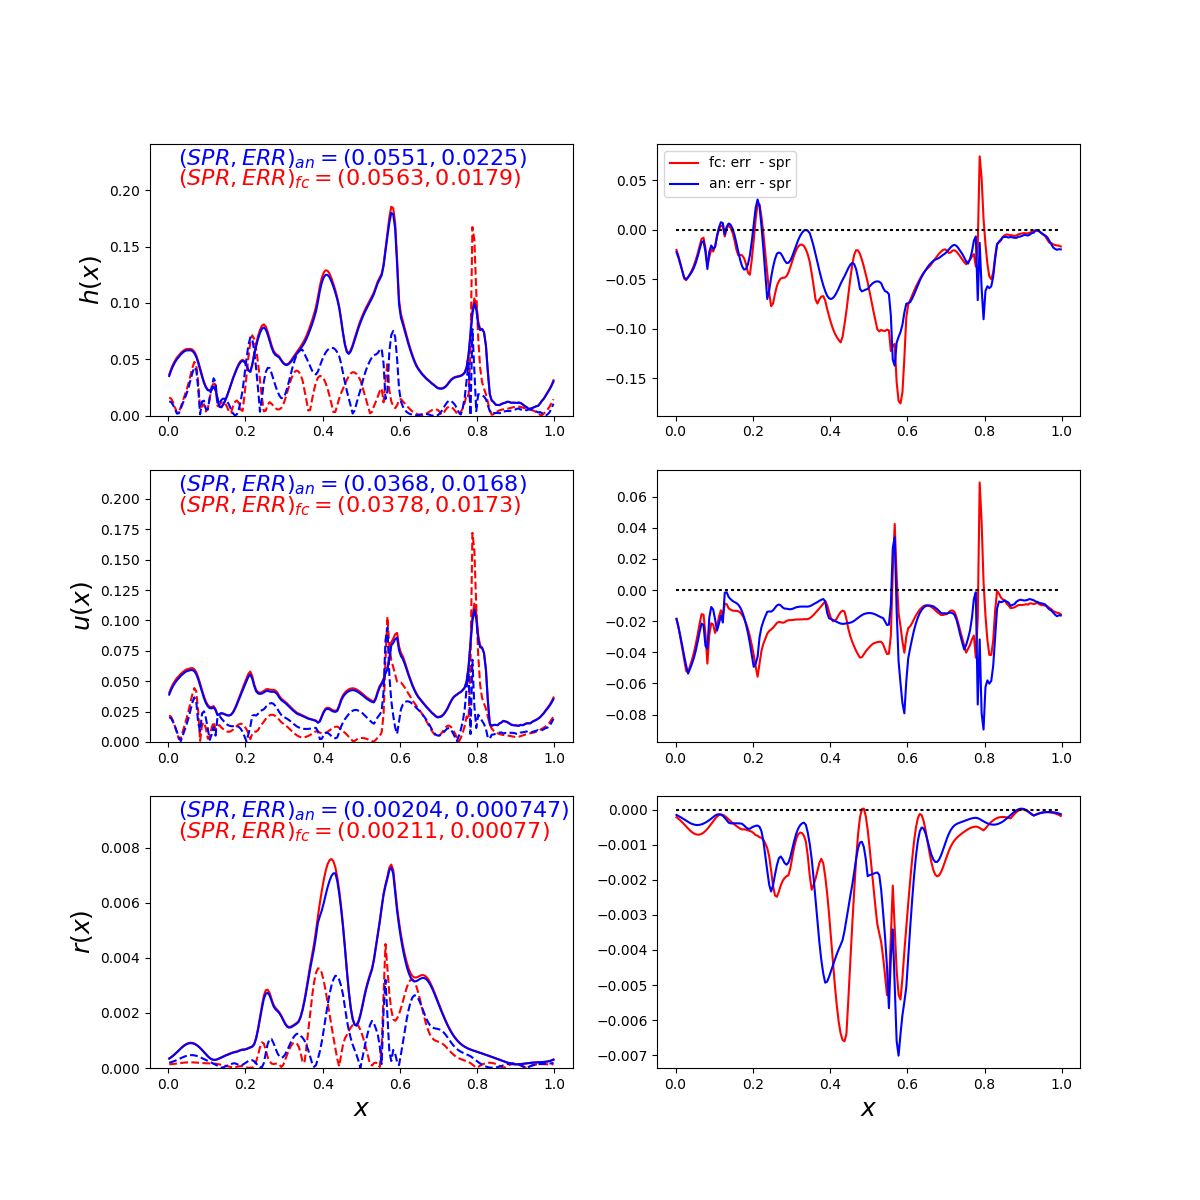 (SPR, ERR)an = (0.0551, 0.0225)
(SPR, ERR)fc = (0.0563, 0.0179)
h(x)
0.20
0.15
0.10
0.05
0.00
0.0 0.2 0.4 0.6 0.8 1.0
fc: err - spr
an: err - spr
0.05
0.00
−0.05
−0.10
−0.15
0.0 0.2 0.4 0.6 0.8 1.0
(SPR, ERR)an = (0.0368, 0.0168)
(SPR, ERR)fc = (0.0378, 0.0173)
u(x)
0.200
0.175
0.150
0.125
0.100
0.075
0.050
0.025
0.000
0.0 0.2 0.4 0.6 0.8 1.0
0.06
0.04
0.02
0.00
−0.02
−0.04
−0.06
−0.08
0.0 0.2 0.4 0.6 0.8 1.0
(SPR, ERR)an = (0.00204, 0.000747)
(SPR, ERR)fc = (0.00211, 0.00077)
r(x)
0.008
0.006
0.004
0.002
0.000
0.0 0.2 0.4 0.6 0.8 1.0
x
0.000
−0.001
−0.002
−0.003
−0.004
−0.005
−0.006
−0.007
0.0 0.2 0.4 0.6 0.8 1.0
x